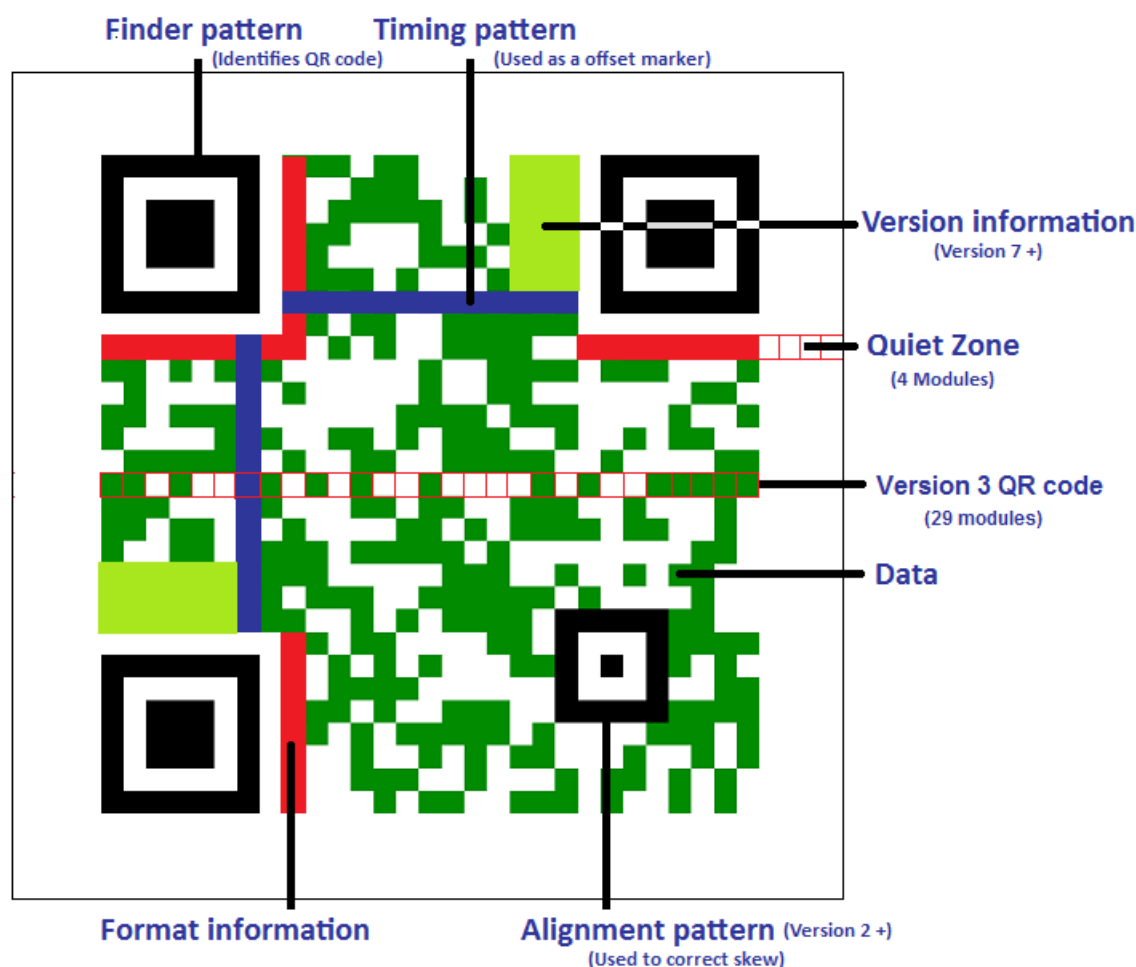 Finder pattern
(Identifies QR code)
Timing pattern
(Used as a offset marker)
Version information
(Version 7 +)
Quiet Zone
(4 Modules)
Version 3 QR code
(29 modules)
Data
Format information
Alignment pattern (Version 2 +)
(Used to correct skew)